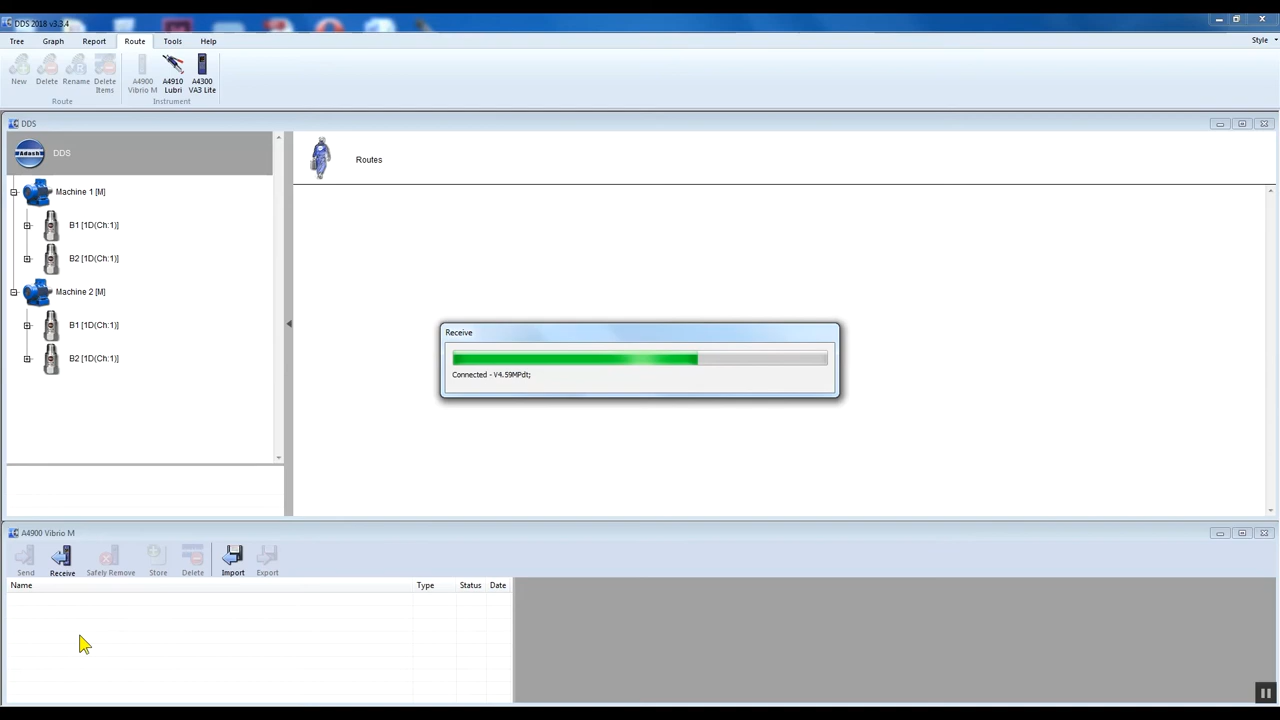 DDS 2018 v3.3.4
Tree Graph Report Route Tools Help Style
New Delete Rename Delete Items A4900 Vibrio M A4910 Lubri A4300 VA3 Lite
Route Instrument
DDS
Adash DDS
Routes
Machine 1 [M]
B1 [1D(Ch:1)]
B2 [1D(Ch:1)]
Machine 2 [M]
B1 [1D(Ch:1)]
B2 [1D(Ch:1)]
Receive
Connected - V4.59MPdt;
A4900 Vibrio M
Send Receive Safely Remove Store Delete Import Export
Name Type Status Date